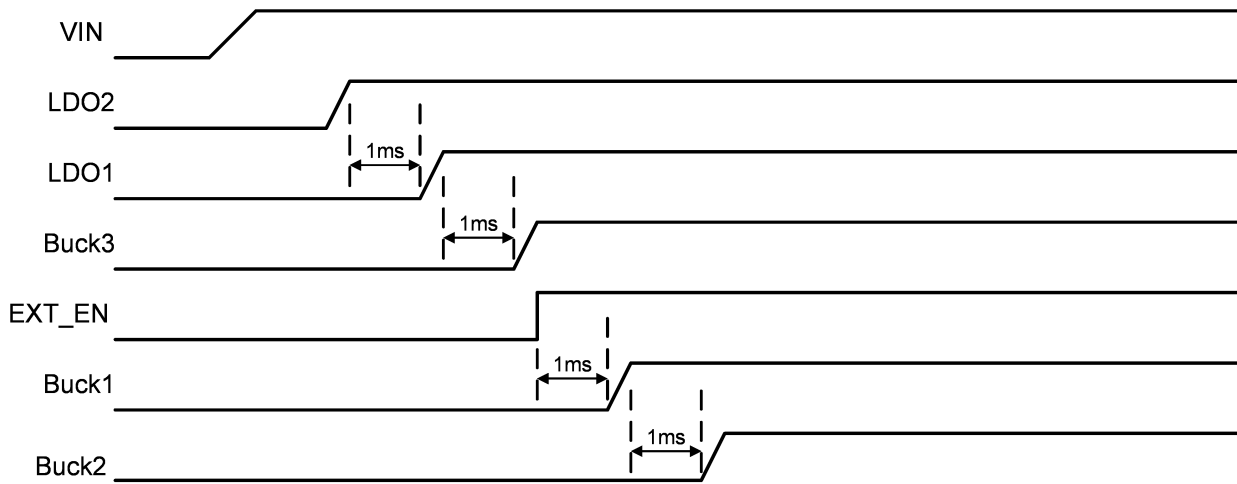 VIN
LDO2
1ms
LDO1
1ms
Buck3
EXT_EN
1ms
Buck1
1ms
Buck2